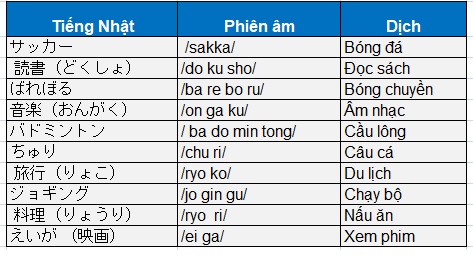 Tiếng Nhật Phiên âm Dịch
サッカー /sakka/ Bóng đá
読書（どくしょ） /do ku sho/ Đọc sách
ばれぼる /ba re bo ru/ Bóng chuyền
音楽（おんがく） /on ga ku/ Âm nhạc
バドミントン / ba do min tong/ Cầu lông
ちゅり /chu ri/ Câu cá
旅行（りょこ） /ryo ko/ Du lịch
ジョギング /jo gin gu/ Chạy bộ
料理（りょうり） /ryo ri/ Nấu ăn
えいが （映画） /ei ga/ Xem phim